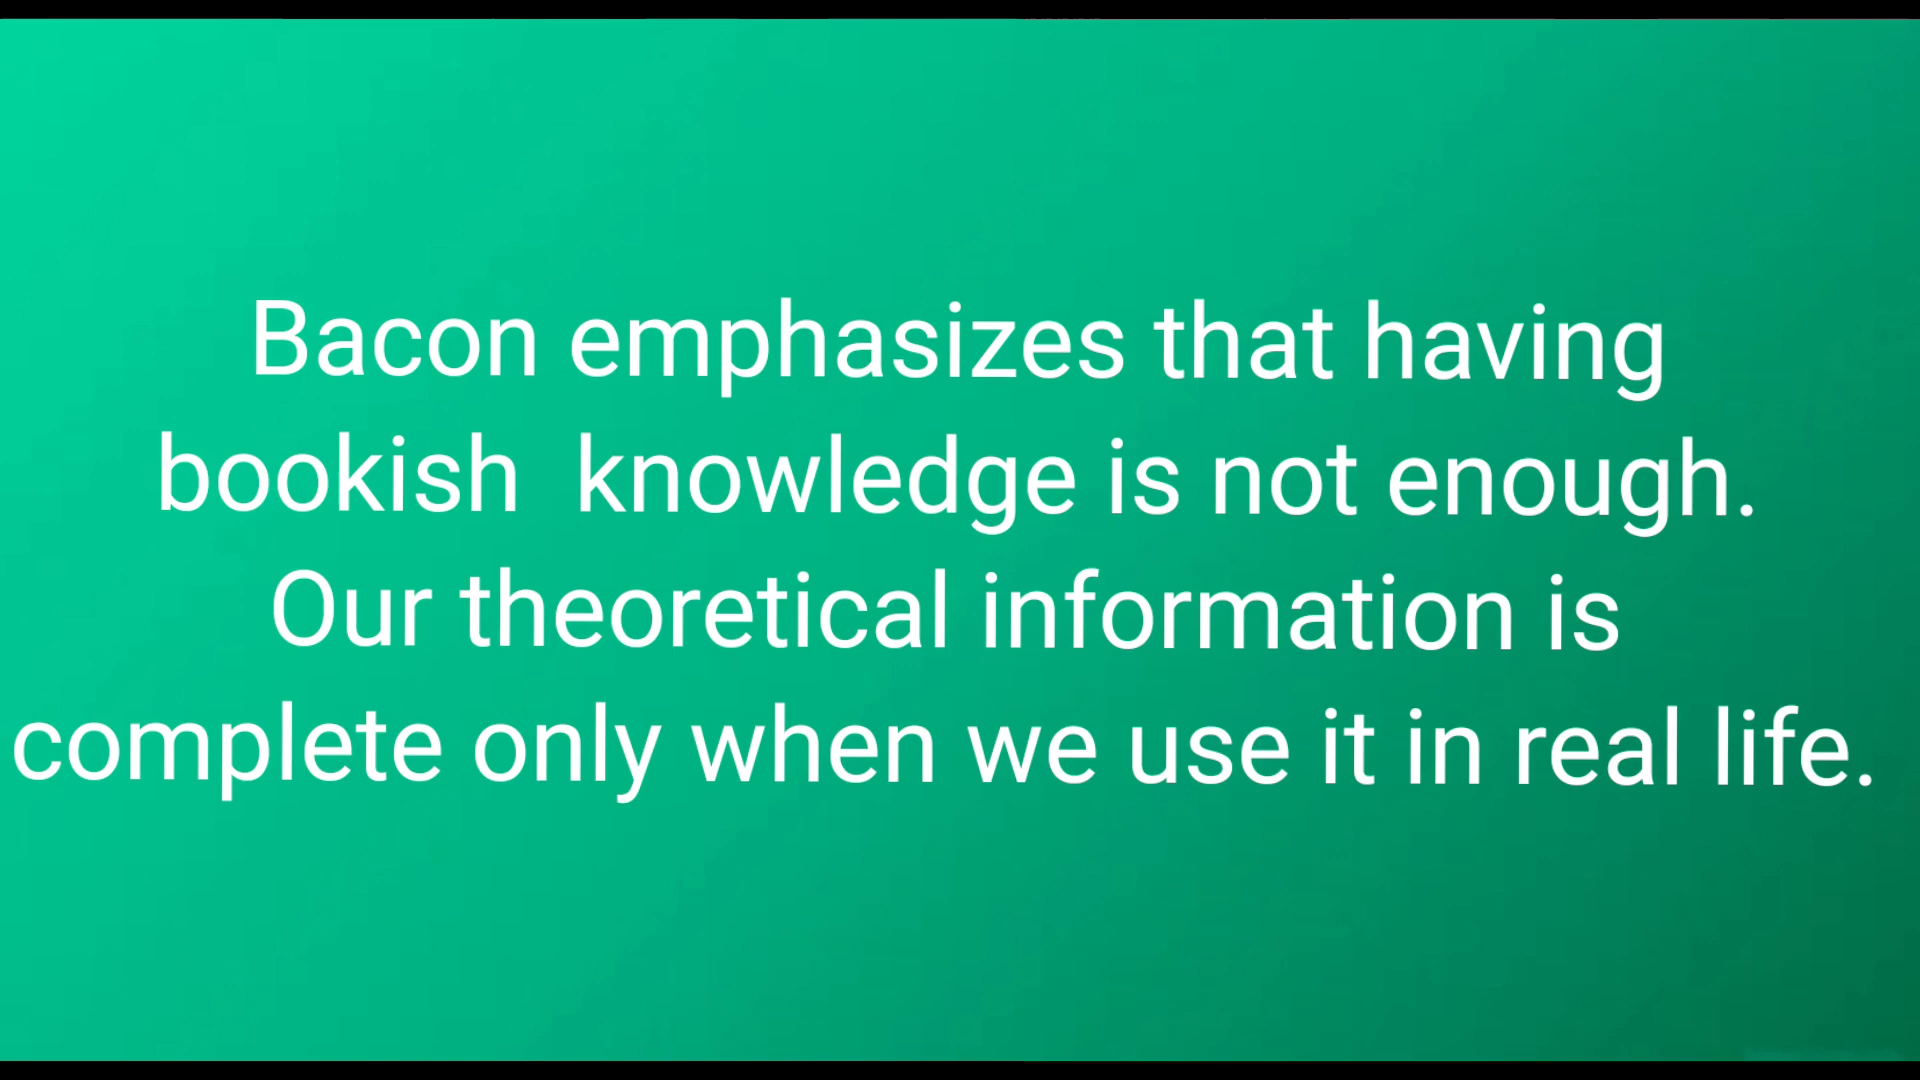 Bacon emphasizes that having
bookish  knowledge is not enough.
Our theoretical information is
complete only when we use it in real life.